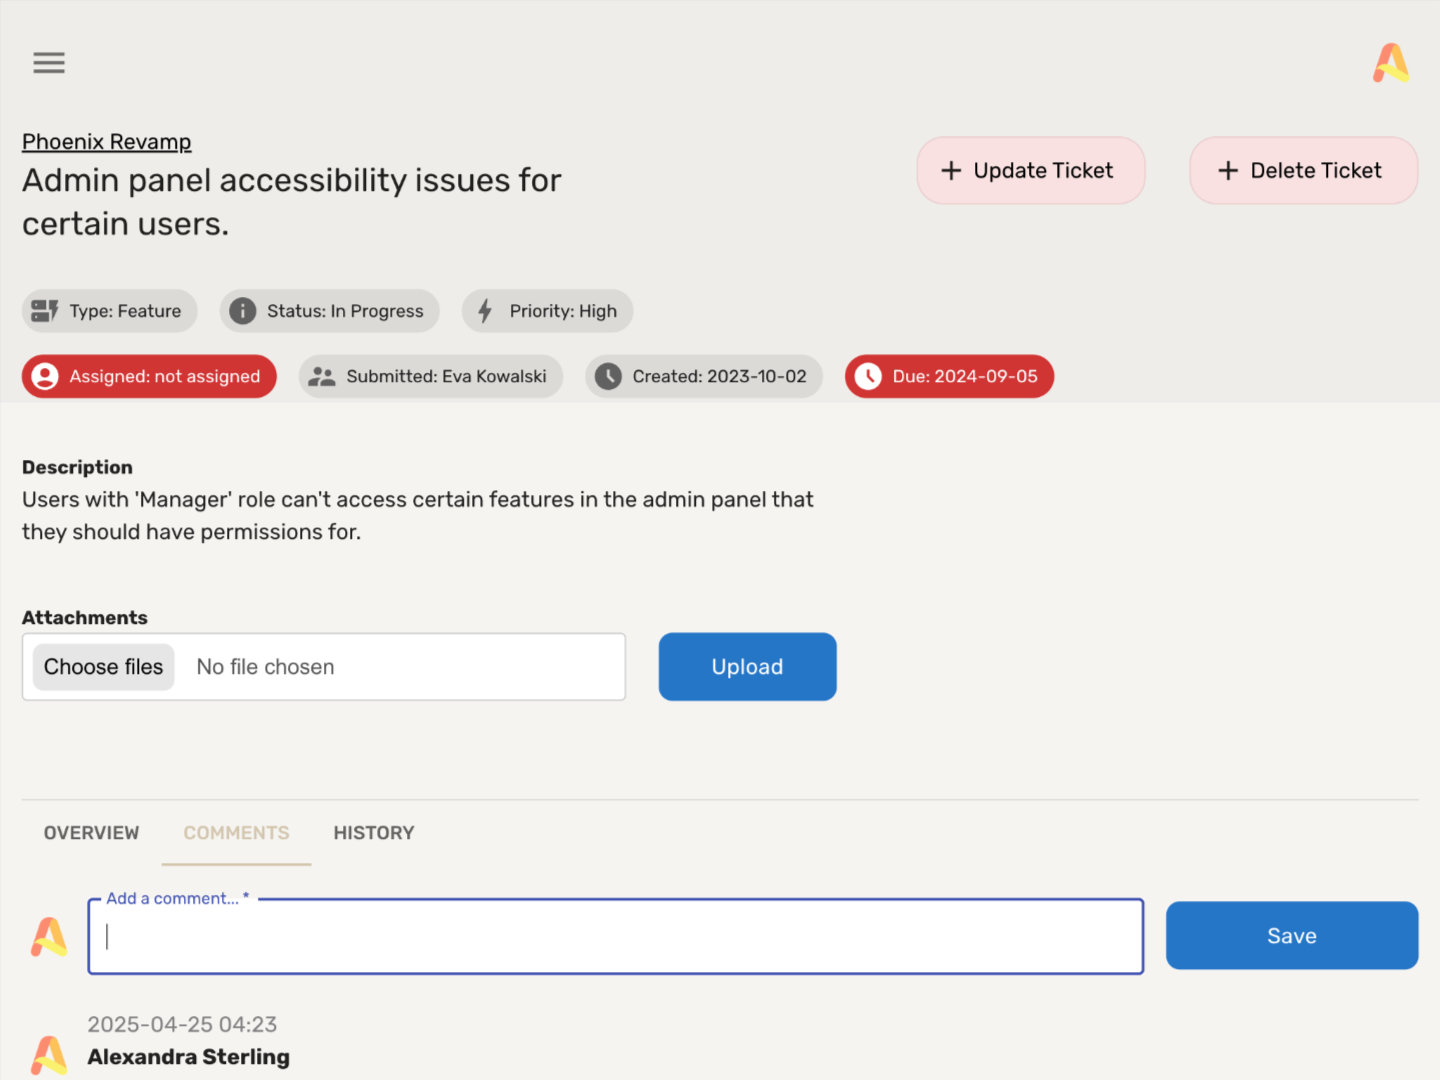 Phoenix Revamp
Admin panel accessibility issues for
certain users.
Update Ticket
Delete Ticket
Type: Feature
Status: In Progress
Priority: High
Assigned: not assigned
Submitted: Eva Kowalski
Created: 2023-10-02
Due: 2024-09-05
Description
Users with 'Manager' role can't access certain features in the admin panel that
they should have permissions for.
Attachments
Choose files No file chosen
Upload
OVERVIEW
COMMENTS
HISTORY
Add a comment... *
Save
2025-04-25 04:23
Alexandra Sterling